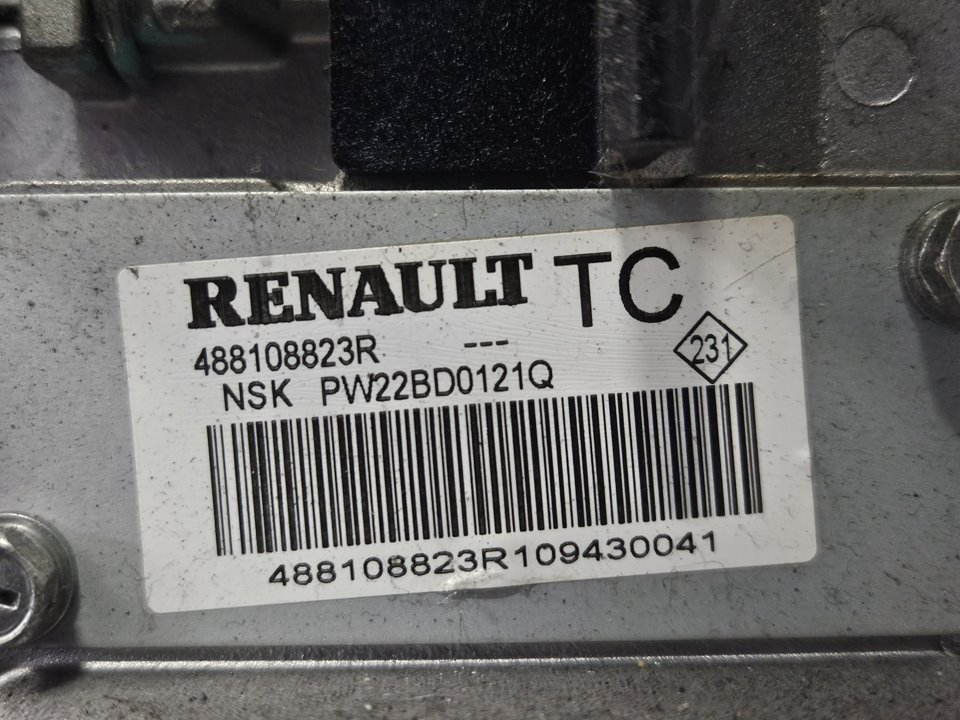 RENAULT TC
488108823R --- 231
NSK PW22BD0121Q
488108823R109430041